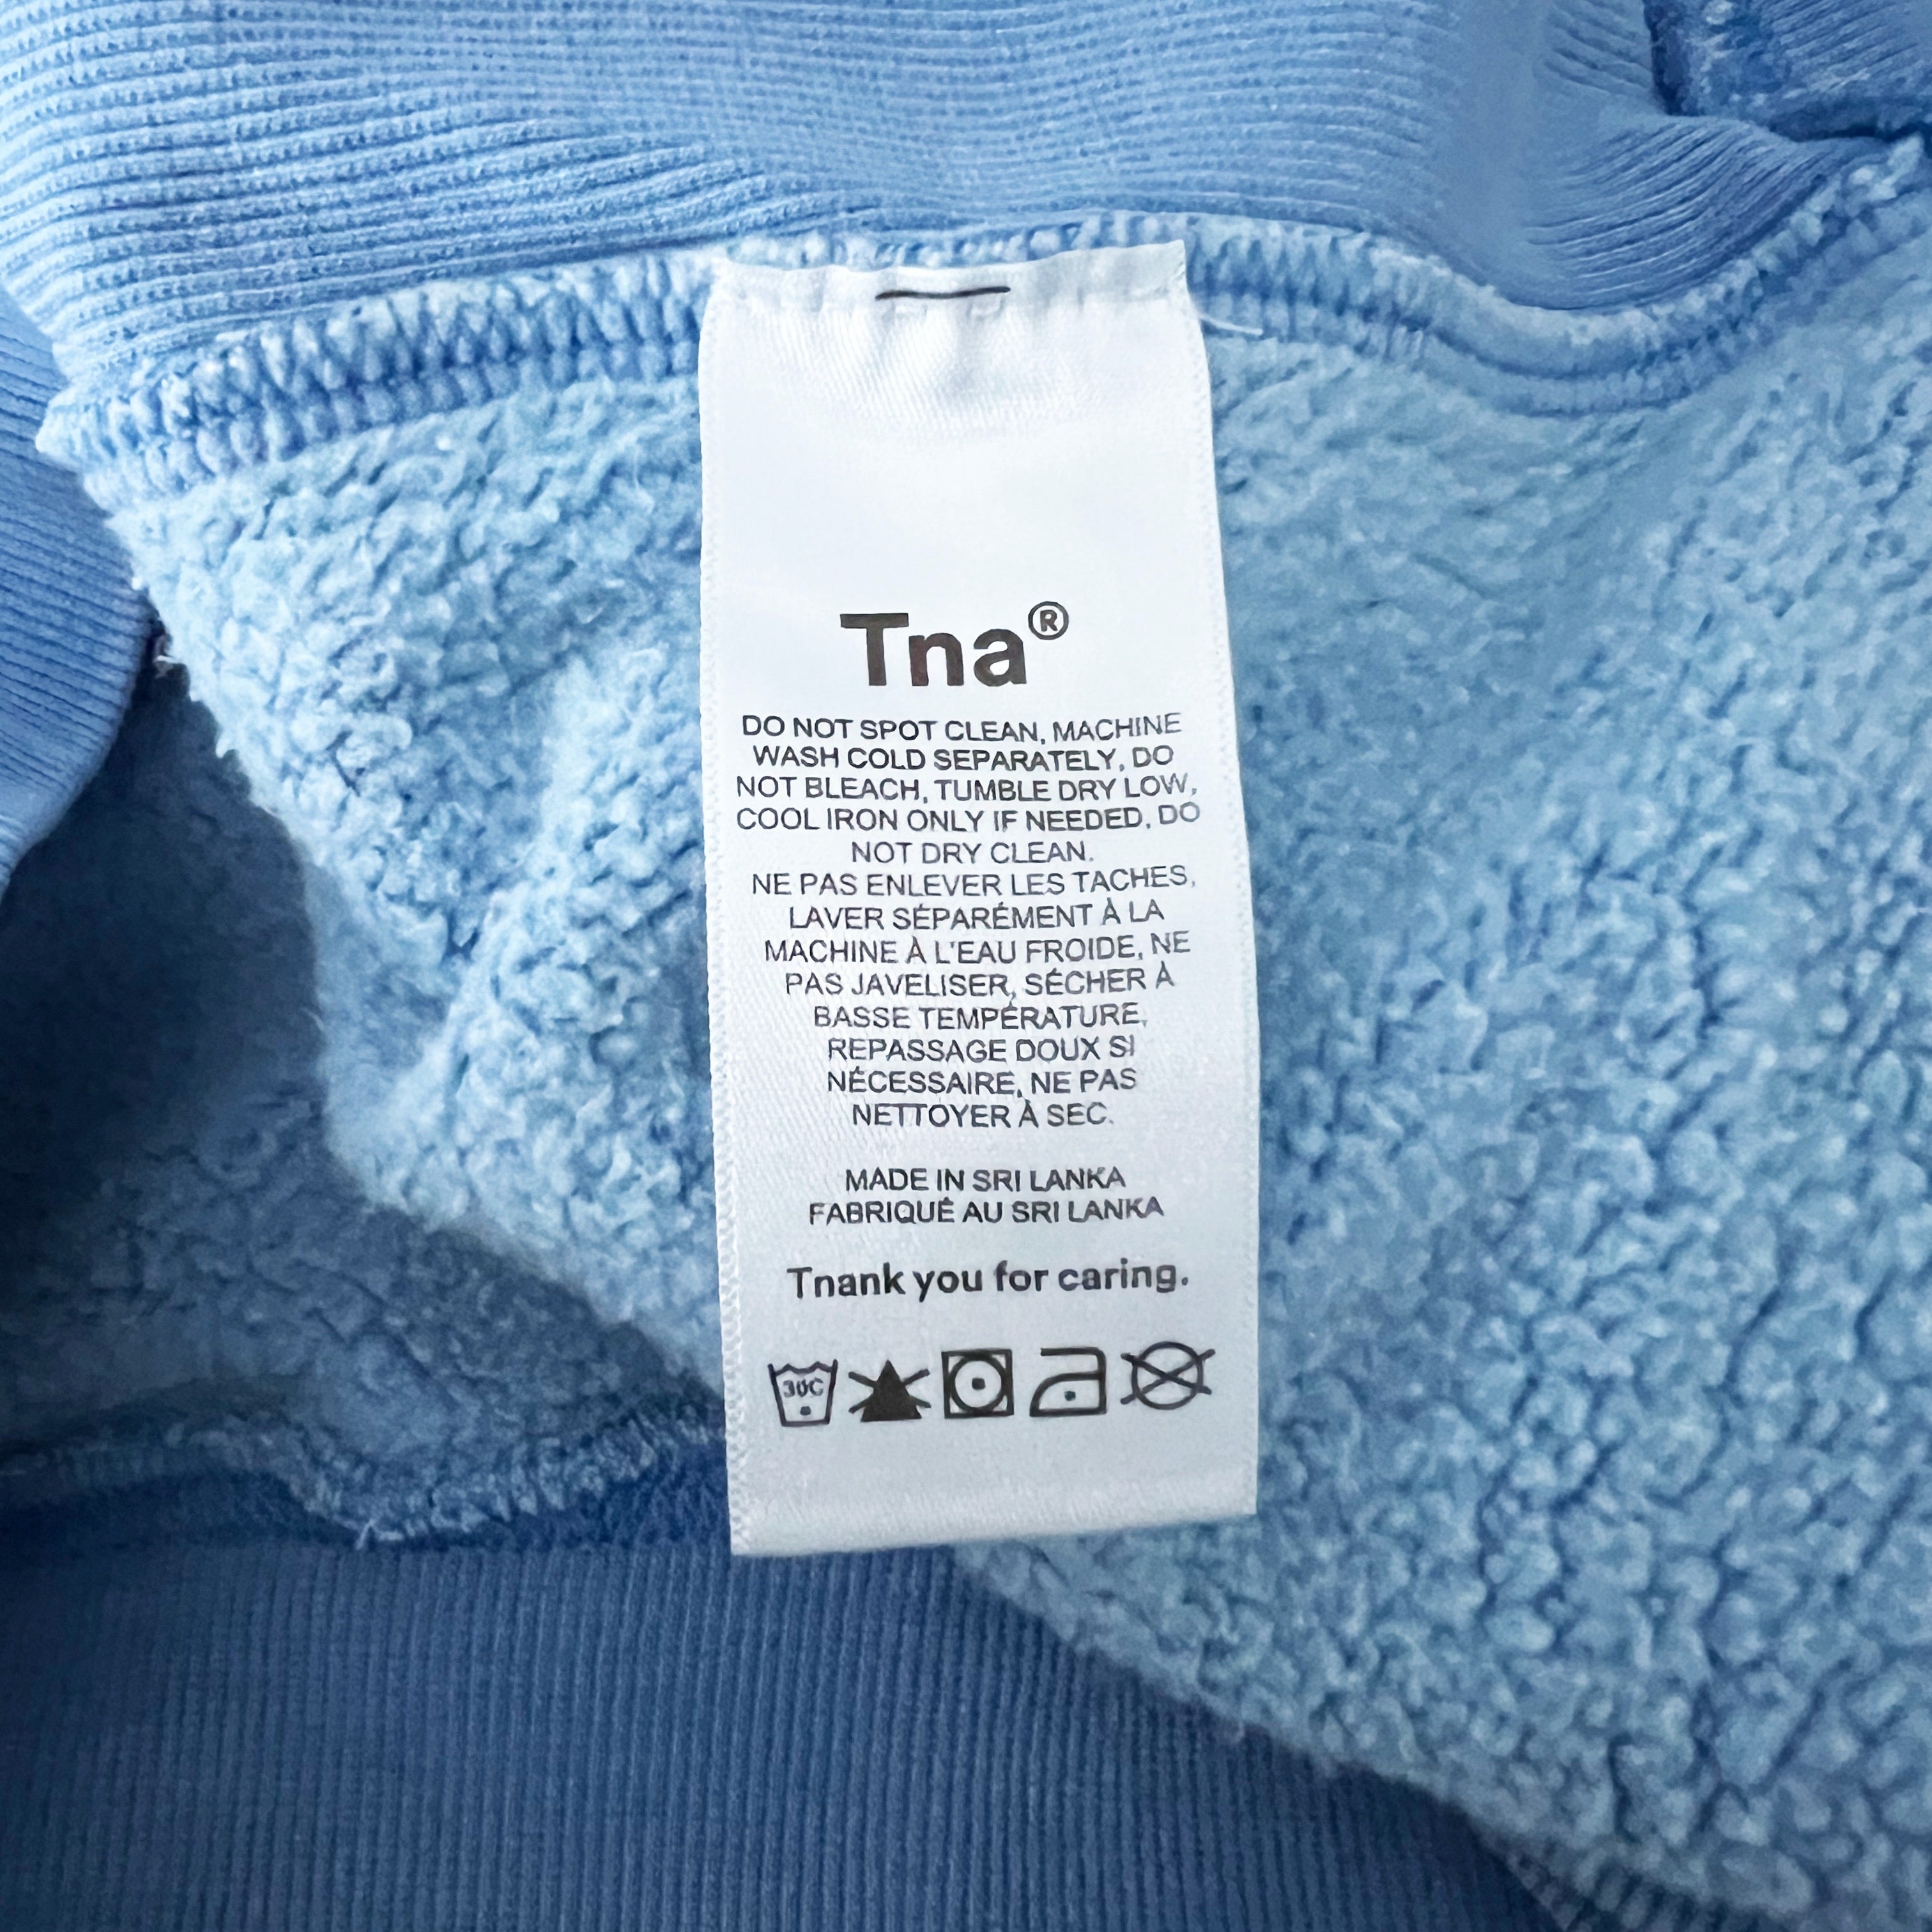 Tna®
DO NOT SPOT CLEAN, MACHINE
WASH COLD SEPARATELY, DO
NOT BLEACH, TUMBLE DRY LOW,
COOL IRON ONLY IF NEEDED, DO
NOT DRY CLEAN.
NE PAS ENLEVER LES TACHES,
LAVER SÉPARÉMENT À LA
MACHINE À L'EAU FROIDE, NE
PAS JAVELISER, SÉCHER À
BASSE TEMPÉRATURE,
REPASSAGE DOUX SI
NÉCESSAIRE, NE PAS
NETTOYER À SEC.
MADE IN SRI LANKA
FABRIQUÉ AU SRI LANKA
Tnank you for caring.
30C